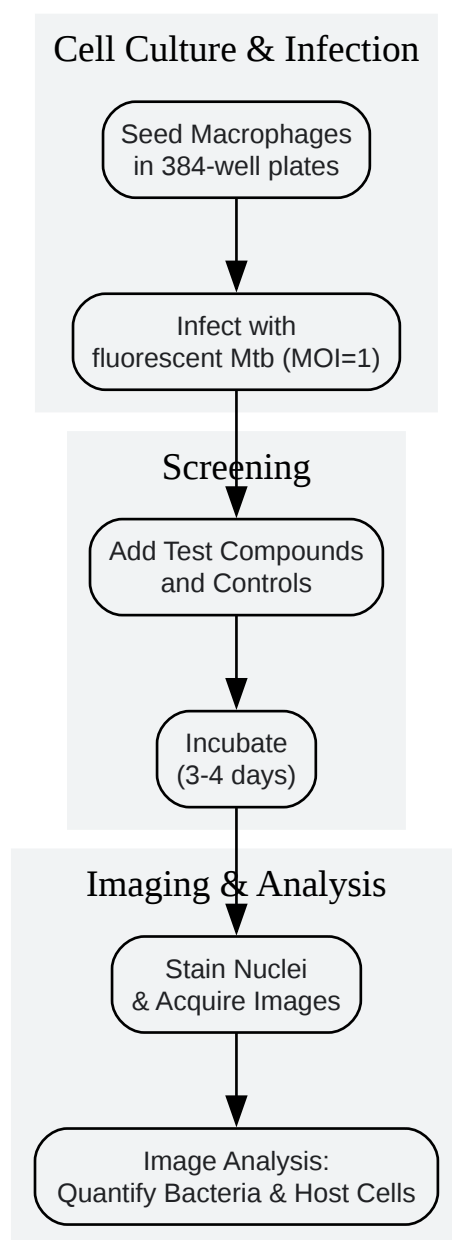 Cell Culture & Infection
Seed Macrophages
in 384-well plates
Infect with
fluorescent Mtb (MOI=1)
Screening
Add Test Compounds
and Controls
Incubate
(3-4 days)
Imaging & Analysis
Stain Nuclei
& Acquire Images
Image Analysis:
Quantify Bacteria & Host Cells